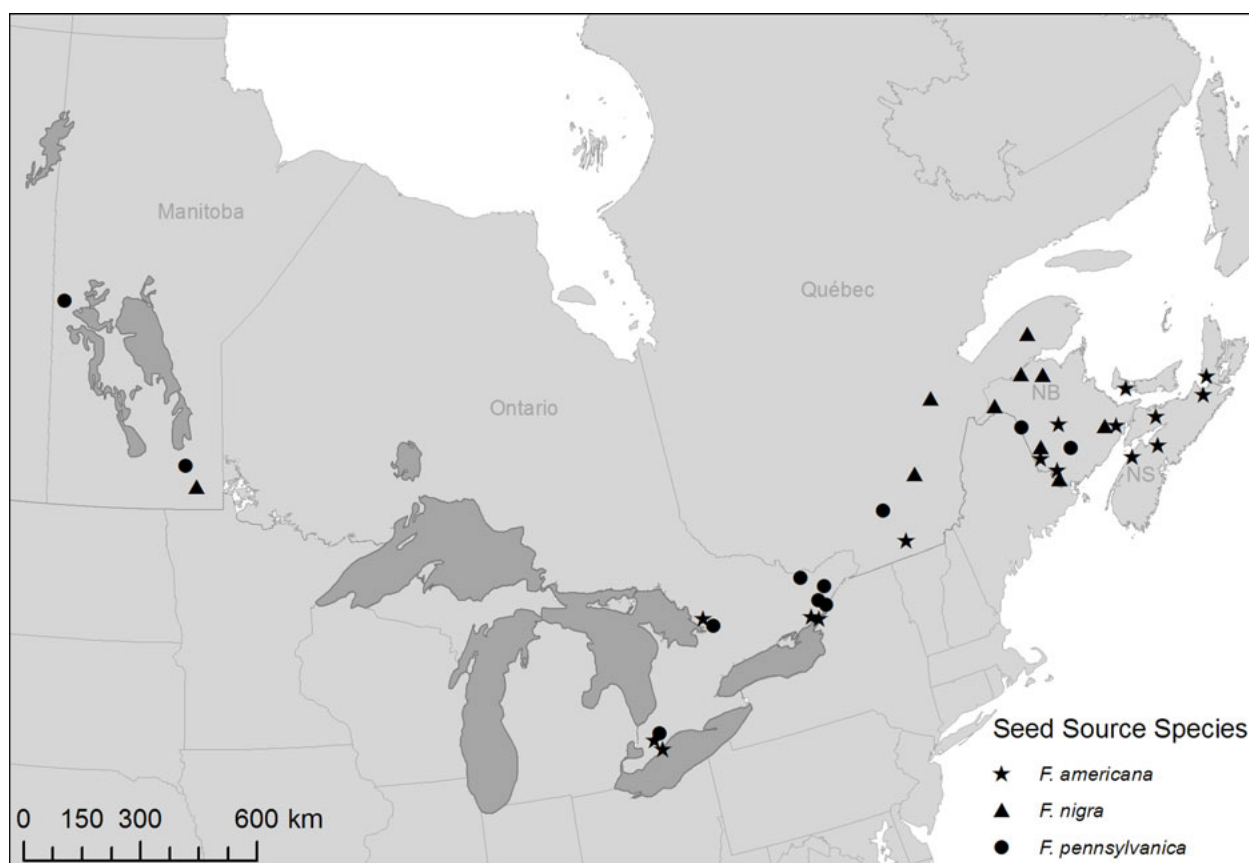 Manitoba
Québec
Ontario
NB
NS
Seed Source Species
F. americana
F. nigra
F. pennsylvanica
0 150 300 600 km